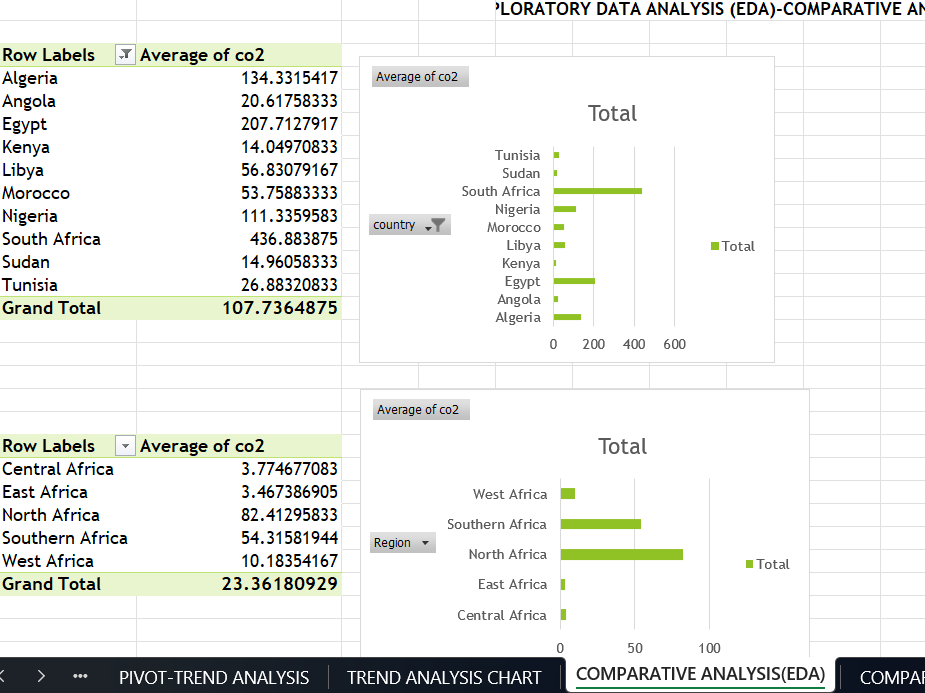 PLORATORY DATA ANALYSIS (EDA)-COMPARATIVE AN
Row Labels Average of co2
Algeria 134.3315417
Angola 20.61758333
Egypt 207.7127917
Kenya 14.04970833
Libya 56.83079167
Morocco 53.75883333
Nigeria 111.3359583
South Africa 436.883875
Sudan 14.96058333
Tunisia 26.88320833
Grand Total 107.7364875
Average of co2
Total
country
Tunisia
Sudan
South Africa
Nigeria
Morocco
Libya
Kenya
Egypt
Angola
Algeria
0 200 400 600
Total
Row Labels Average of co2
Central Africa 3.774677083
East Africa 3.467386905
North Africa 82.41295833
Southern Africa 54.31581944
West Africa 10.18354167
Grand Total 23.36180929
Average of co2
Total
Region
West Africa
Southern Africa
North Africa
East Africa
Central Africa
0 50 100
Total
PIVOT-TREND ANALYSIS TREND ANALYSIS CHART COMPARATIVE ANALYSIS(EDA) COMPAR